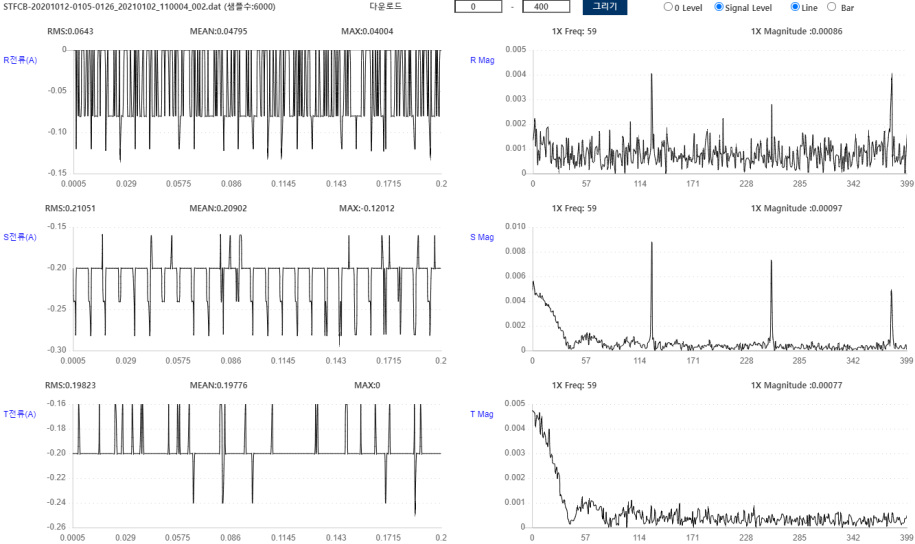 STFCB-20201012-0105-0126_20210102_110004_002.dat (샘플수:6000) 다운로드 0 - 400 그리기 0 Level Signal Level Line Bar
RMS:0.0643 MEAN:0.04795 MAX:0.04004
R전류(A)
0
-0.05
-0.10
-0.15
0.0005 0.029 0.0575 0.086 0.1145 0.143 0.1715 0.2
1X Freq: 59 1X Magnitude :0.00086
R Mag
0.005
0.004
0.003
0.002
0.001
0
0 57 114 171 228 285 342 399
RMS:0.21051 MEAN:0.20902 MAX:-0.12012
S전류(A)
-0.15
-0.20
-0.25
-0.30
0.0005 0.029 0.0575 0.086 0.1145 0.143 0.1715 0.2
1X Freq: 59 1X Magnitude :0.00097
S Mag
0.010
0.008
0.006
0.004
0.002
0
0 57 114 171 228 285 342 399
RMS:0.19823 MEAN:0.19776 MAX:0
T전류(A)
-0.16
-0.18
-0.20
-0.22
-0.24
-0.26
0.0005 0.029 0.0575 0.086 0.1145 0.143 0.1715 0.2
1X Freq: 59 1X Magnitude :0.00077
T Mag
0.005
0.004
0.003
0.002
0.001
0
0 57 114 171 228 285 342 399